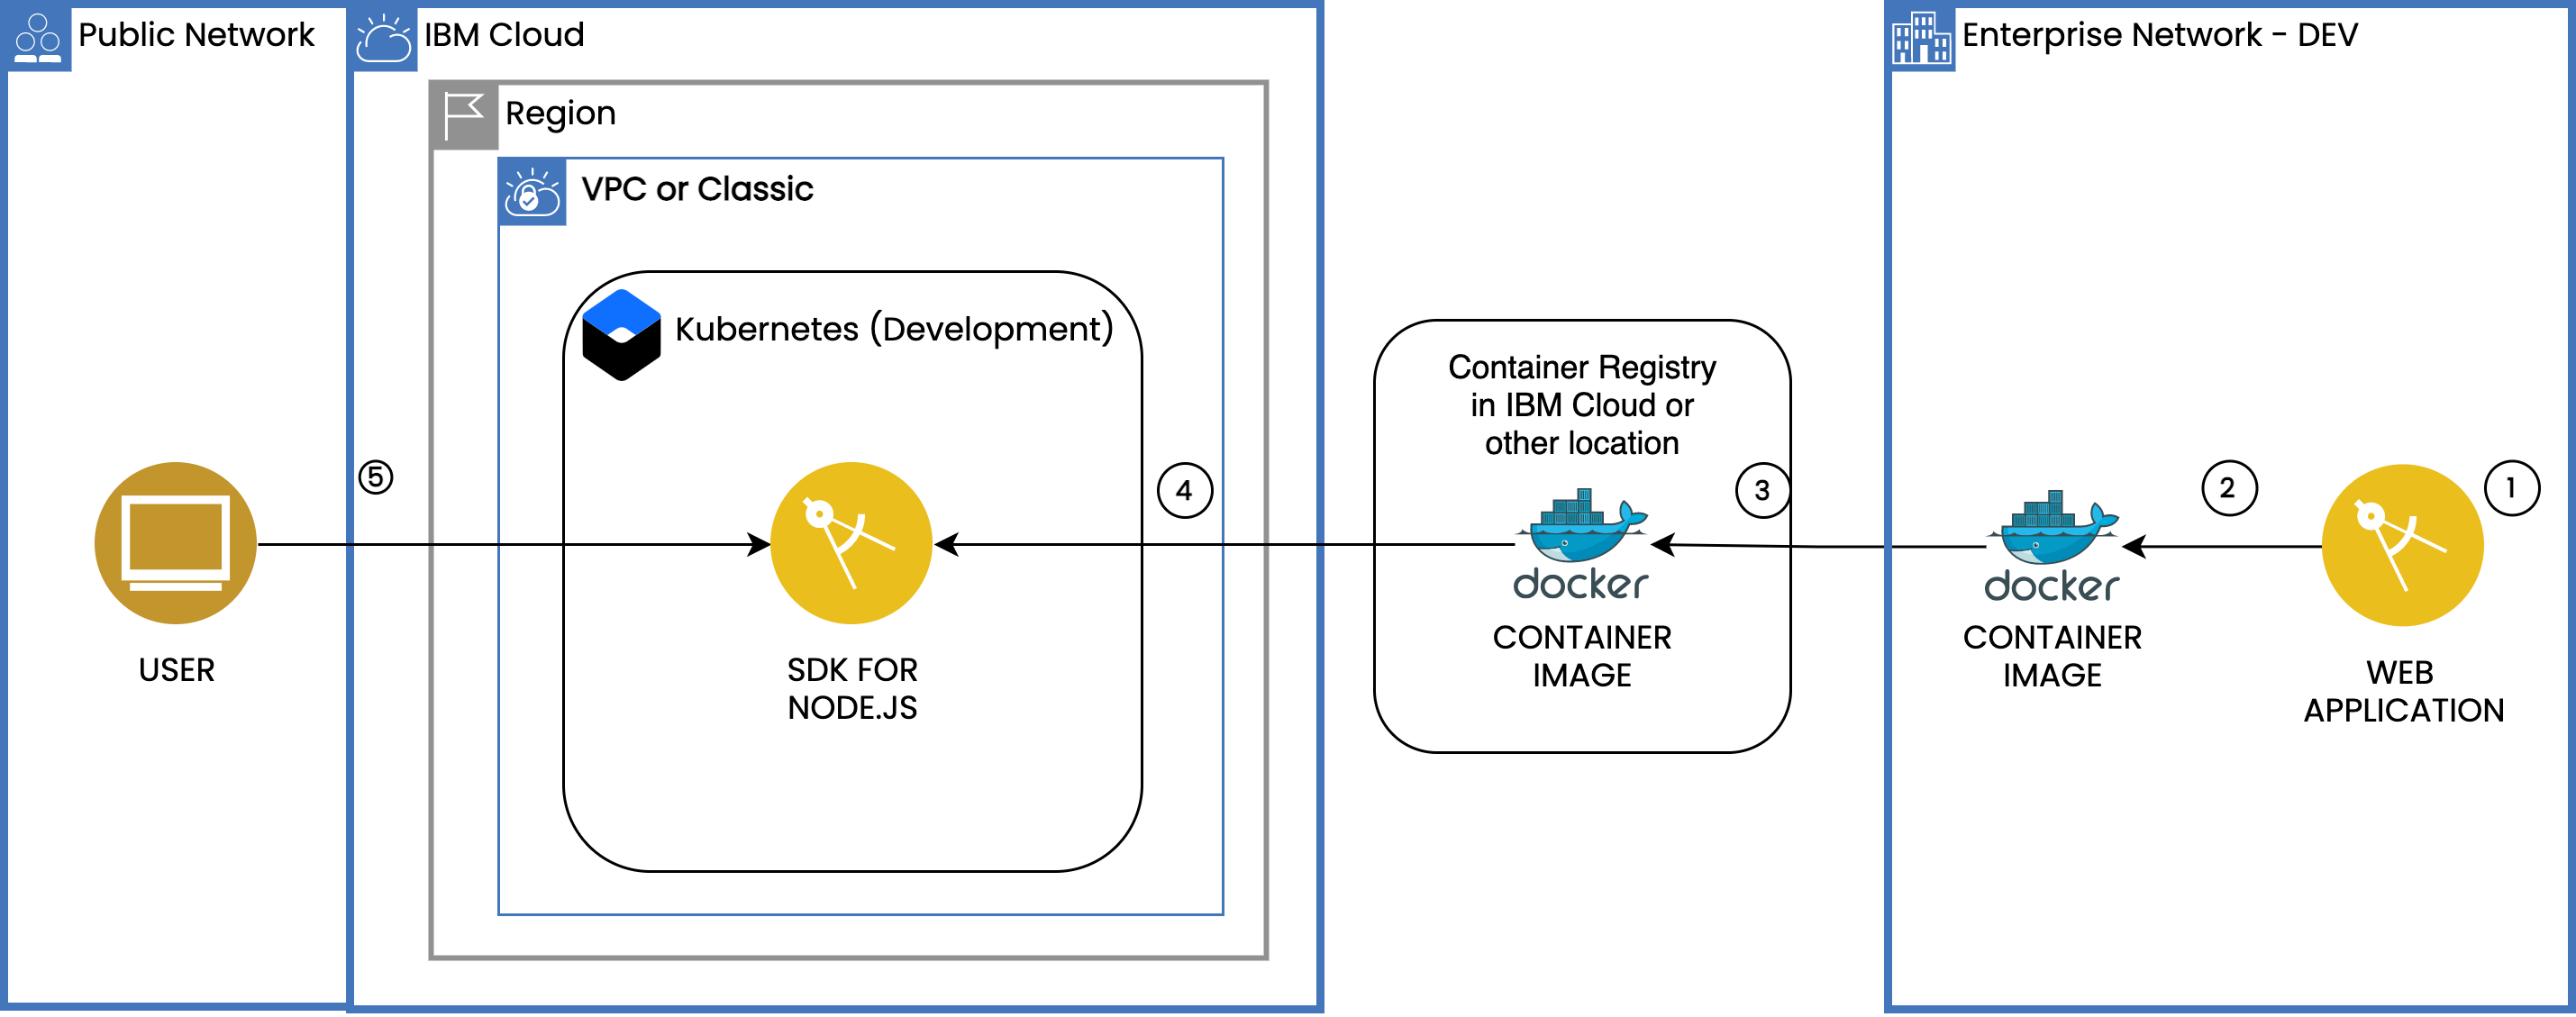 Public Network
IBM Cloud
Enterprise Network - DEV
Region
VPC or Classic
Kubernetes (Development)
Container Registry
in IBM Cloud or
other location
5
4
3
2
1
docker
docker
USER
SDK FOR
NODE.JS
CONTAINER
IMAGE
CONTAINER
IMAGE
WEB
APPLICATION